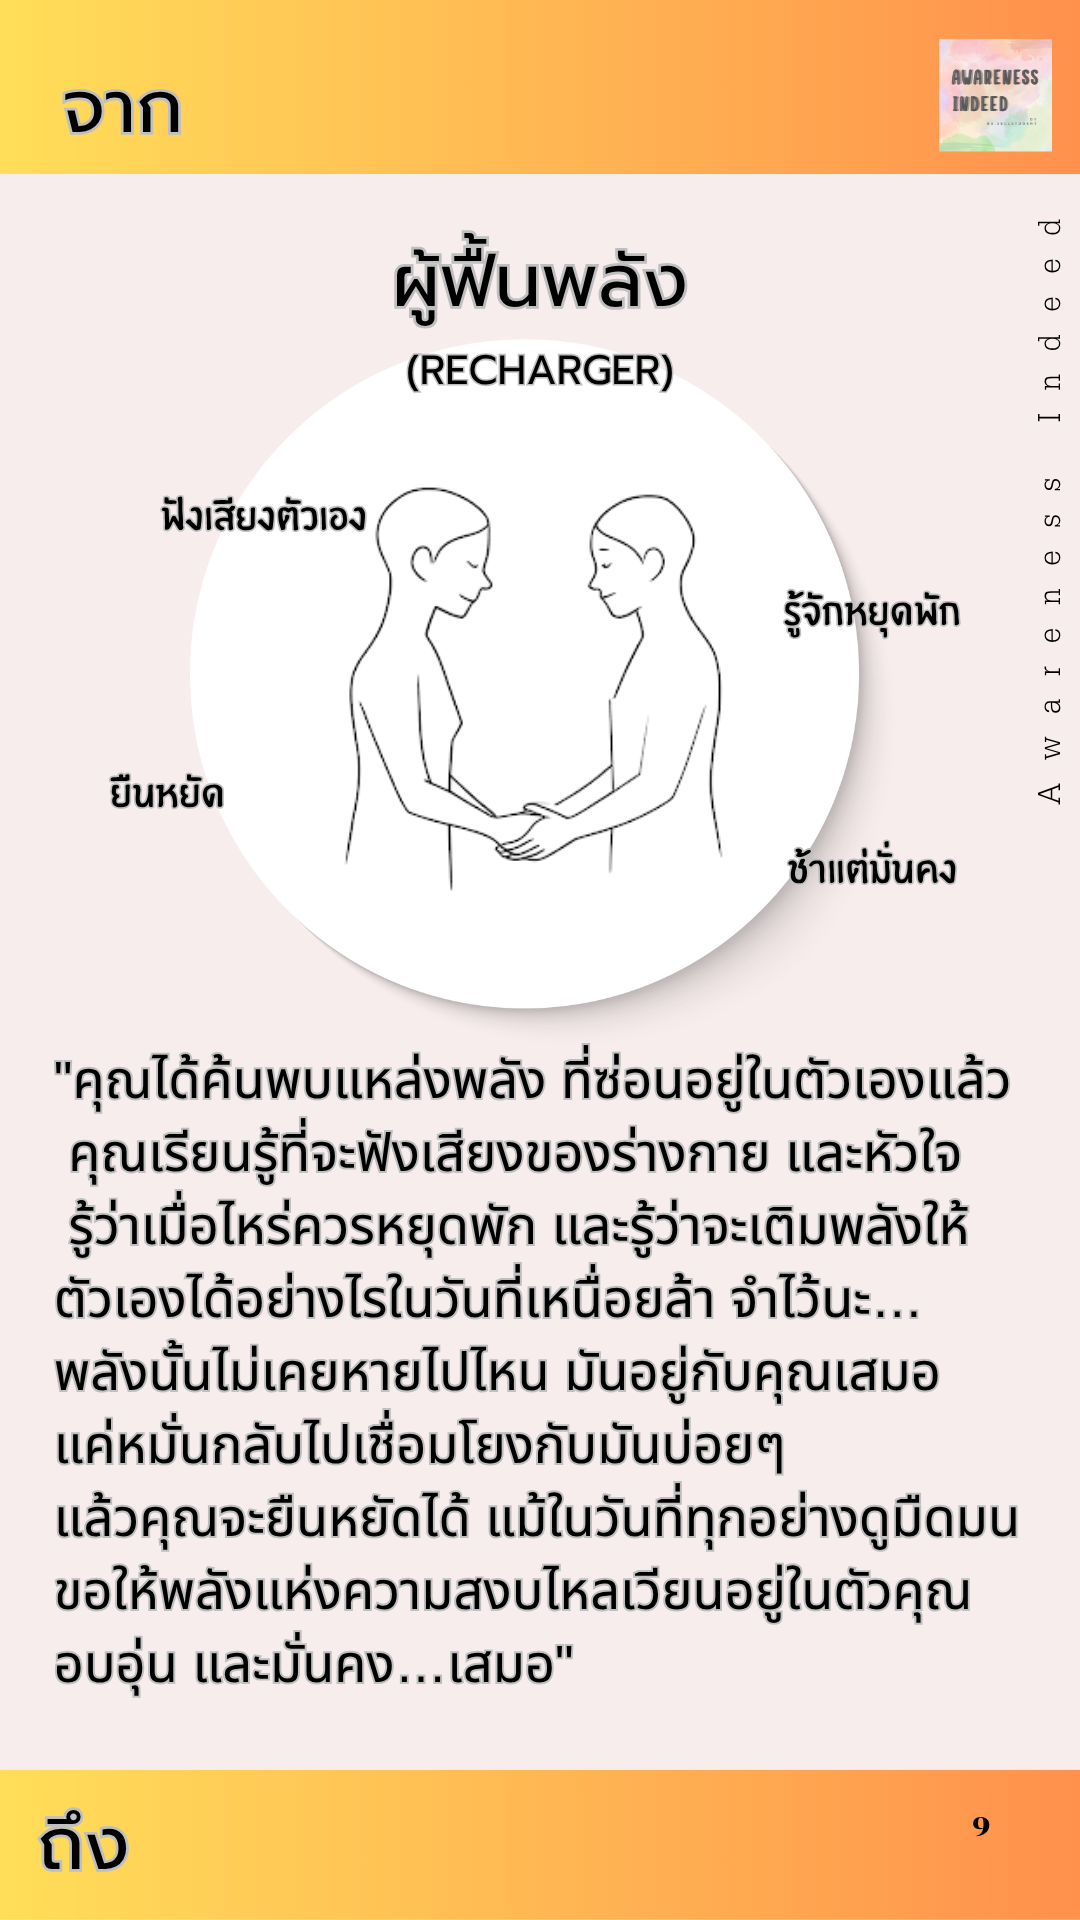 จาก
AWARENESS
INDEED
Awareness Indeed
ผู้ฟื้นพลัง
(RECHARGER)
ฟังเสียงตัวเอง
รู้จักหยุดพัก
ยืนหยัด
ช้าแต่มั่นคง
"คุณได้ค้นพบแหล่งพลัง ที่ซ่อนอยู่ในตัวเองแล้ว
คุณเรียนรู้ที่จะฟังเสียงของร่างกาย และหัวใจ
รู้ว่าเมื่อไหร่ควรหยุดพัก และรู้ว่าจะเติมพลังให้
ตัวเองได้อย่างไรในวันที่เหนื่อยล้า จำไว้นะ...
พลังนั้นไม่เคยหายไปไหน มันอยู่กับคุณเสมอ
แค่หมั่นกลับไปเชื่อมโยงกับมันบ่อยๆ
แล้วคุณจะยืนหยัดได้ แม้ในวันที่ทุกอย่างดูมืดมน
ขอให้พลังแห่งความสงบไหลเวียนอยู่ในตัวคุณ
อบอุ่น และมั่นคง...เสมอ"
ถึง
9